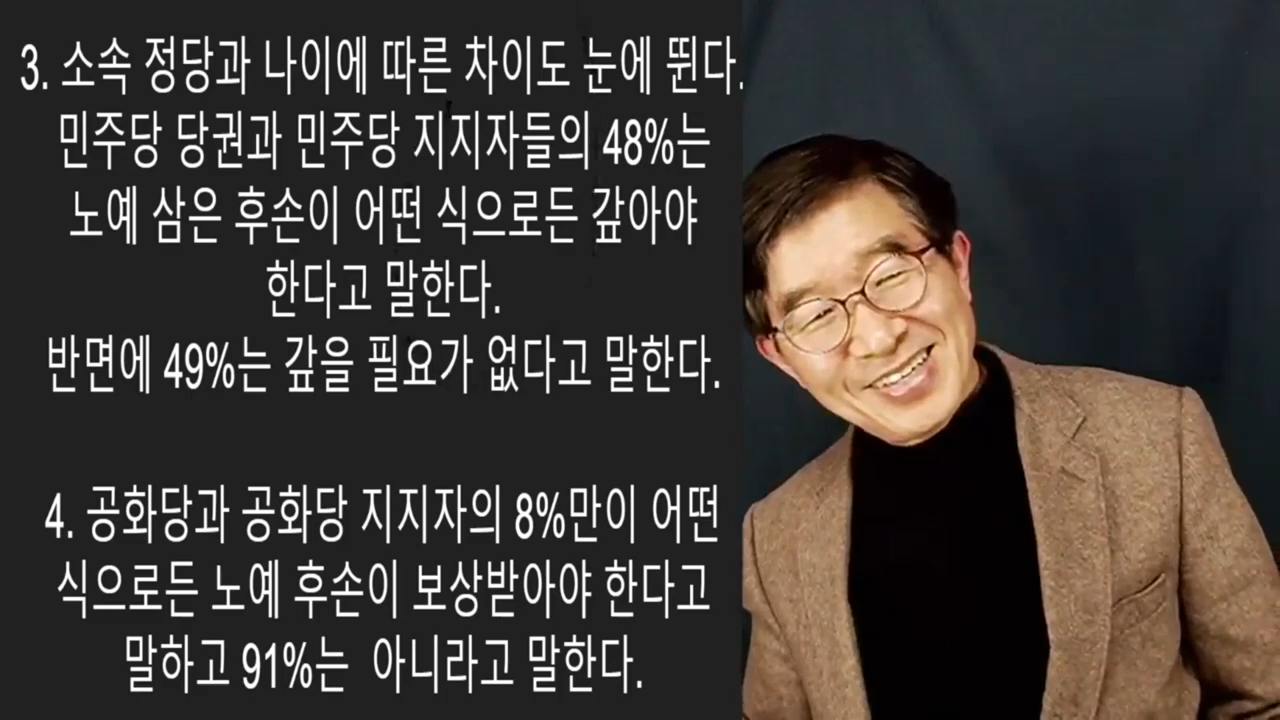 3. 소속 정당과 나이에 따른 차이도 눈에 뛴다.
민주당 당권과 민주당 지지자들의 48%는
노예 삼은 후손이 어떤 식으로든 갚아야
한다고 말한다.
반면에 49%는 갚을 필요가 없다고 말한다.
4. 공화당과 공화당 지지자의 8%만이 어떤
식으로든 노예 후손이 보상받아야 한다고
말하고 91%는 아니라고 말한다.